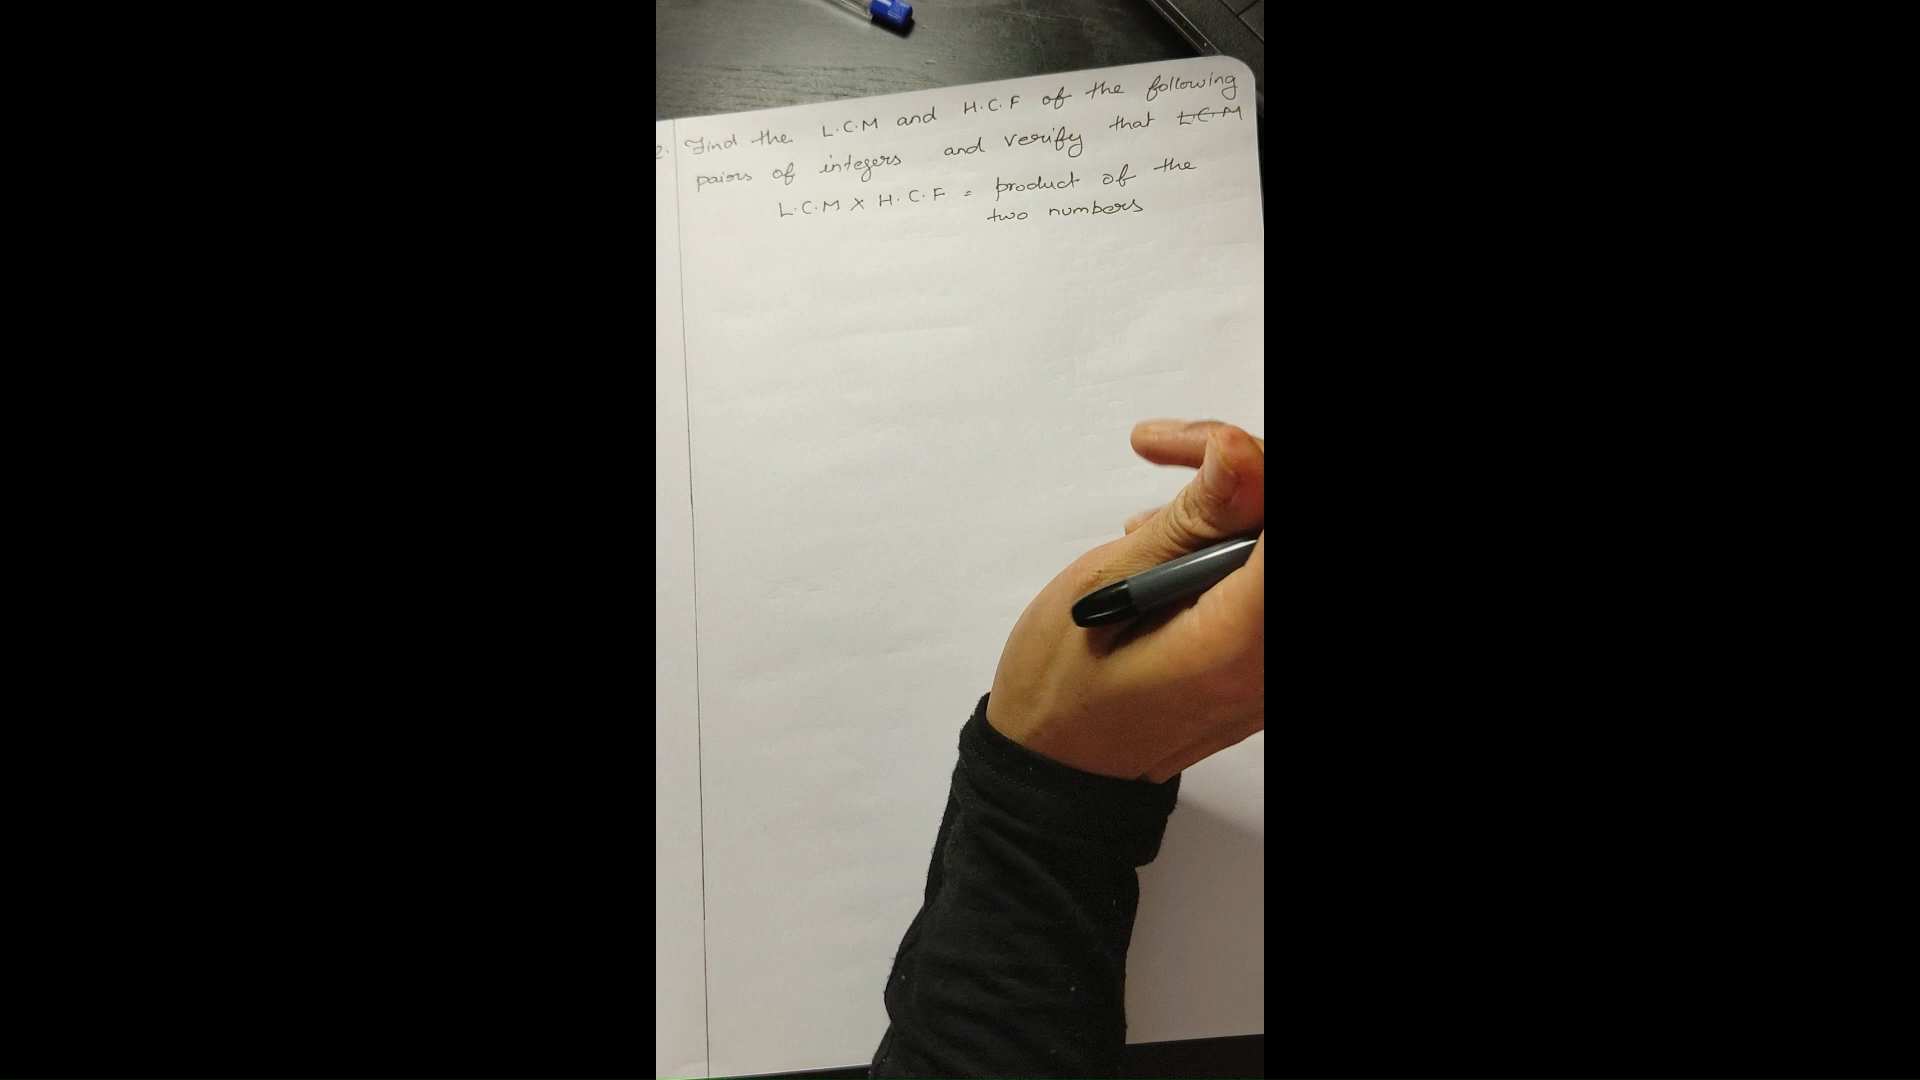 2. Find the L.C.M and H.C.F of the following
pairs of integers and verify that L.C.M
L.C.M × H.C.F = product of the
two numbers